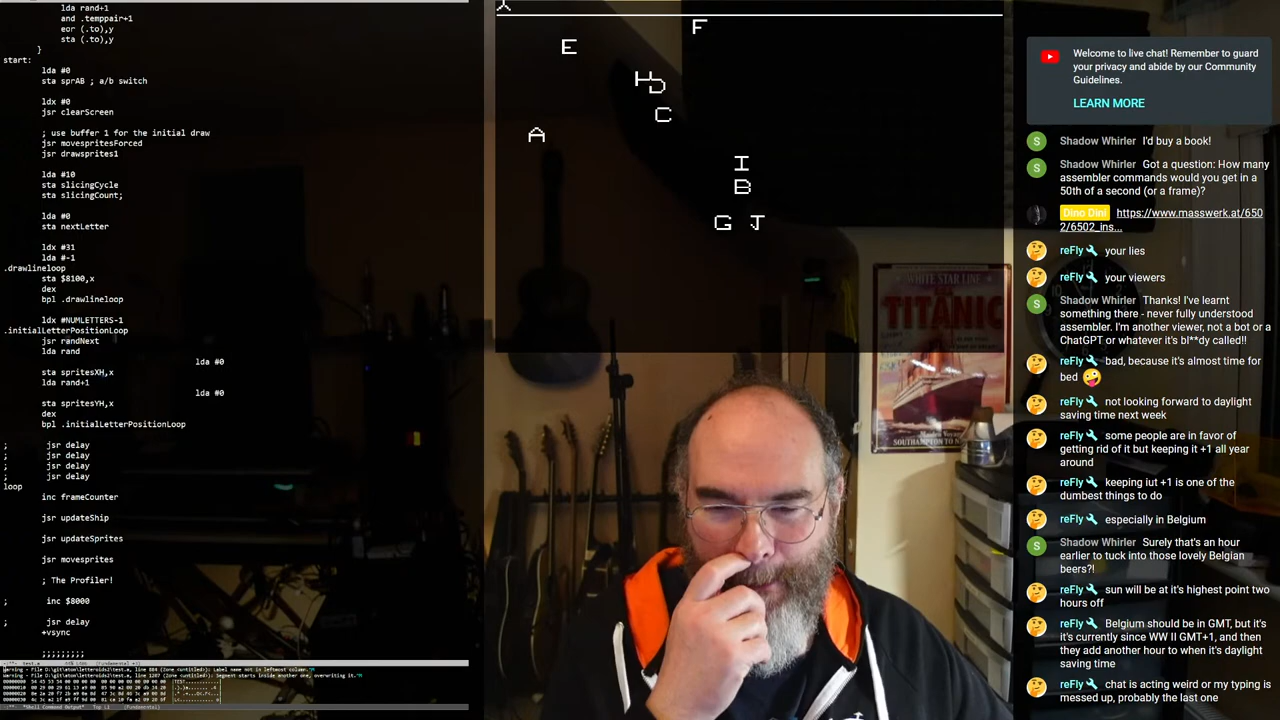 lda rand+1
and .temppair+1
eor (.to),y
sta (.to),y
}
start:
lda #0
sta sprAB ; a/b switch
ldx #0
jsr clearScreen
; use buffer 1 for the initial draw
jsr movespritesForced
jsr drawsprites1
lda #10
sta slicingCycle
sta slicingCount;
lda #0
sta nextLetter
ldx #31
lda #-1
.drawlineloop
sta $8100,x
dex
bpl .drawlineloop
ldx #NUMLETTERS-1
.initialLetterPositionLoop
jsr randNext
lda rand
lda #0
sta spritesXH,x
lda rand+1
lda #0
sta spritesYH,x
dex
bpl .initialLetterPositionLoop
; jsr delay
; jsr delay
; jsr delay
; jsr delay
loop
inc frameCounter
jsr updateShip
jsr updateSprites
jsr movesprites
; The Profiler!
; inc $8000
; jsr delay
+vsync
;;;;;;;;;
F
E
H
D
C
A
I
B
G J
WHITE STAR LINE
TITANIC
Welcome to live chat! Remember to guard
your privacy and abide by our Community
Guidelines.
LEARN MORE
S Shadow Whirler I'd buy a book!
S Shadow Whirler Got a question: How many
assembler commands would you get in a
50th of a second (or a frame)?
Dino Dini https://www.masswerk.at/650
2/6502_ins...
reFly your lies
reFly your viewers
S Shadow Whirler Thanks! I've learnt
something there - never fully understood
assembler. I'm another viewer, not a bot or a
ChatGPT or whatever it's bl**dy called!!
reFly bad, because it's almost time for
bed
reFly not looking forward to daylight
saving time next week
reFly some people are in favor of
getting rid of it but keeping it +1 all year
around
reFly keeping iut +1 is one of the
dumbest things to do
reFly especially in Belgium
S Shadow Whirler Surely that's an hour
earlier to tuck into those lovely Belgian
beers?!
reFly sun will be at it's highest point two
hours off
reFly Belgium should be in GMT, but it's
it's currently since WW II GMT+1, and then
they add another hour to when it's daylight
saving time
reFly chat is acting weird or my typing is
messed up, probably the last one